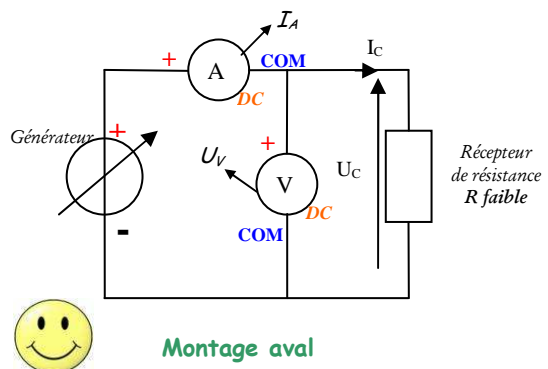 I_A
+ A COM I_C
DC
Générateur +
+
U_V V U_C
DC
COM
-
Récepteur
de résistance
R faible
Montage aval